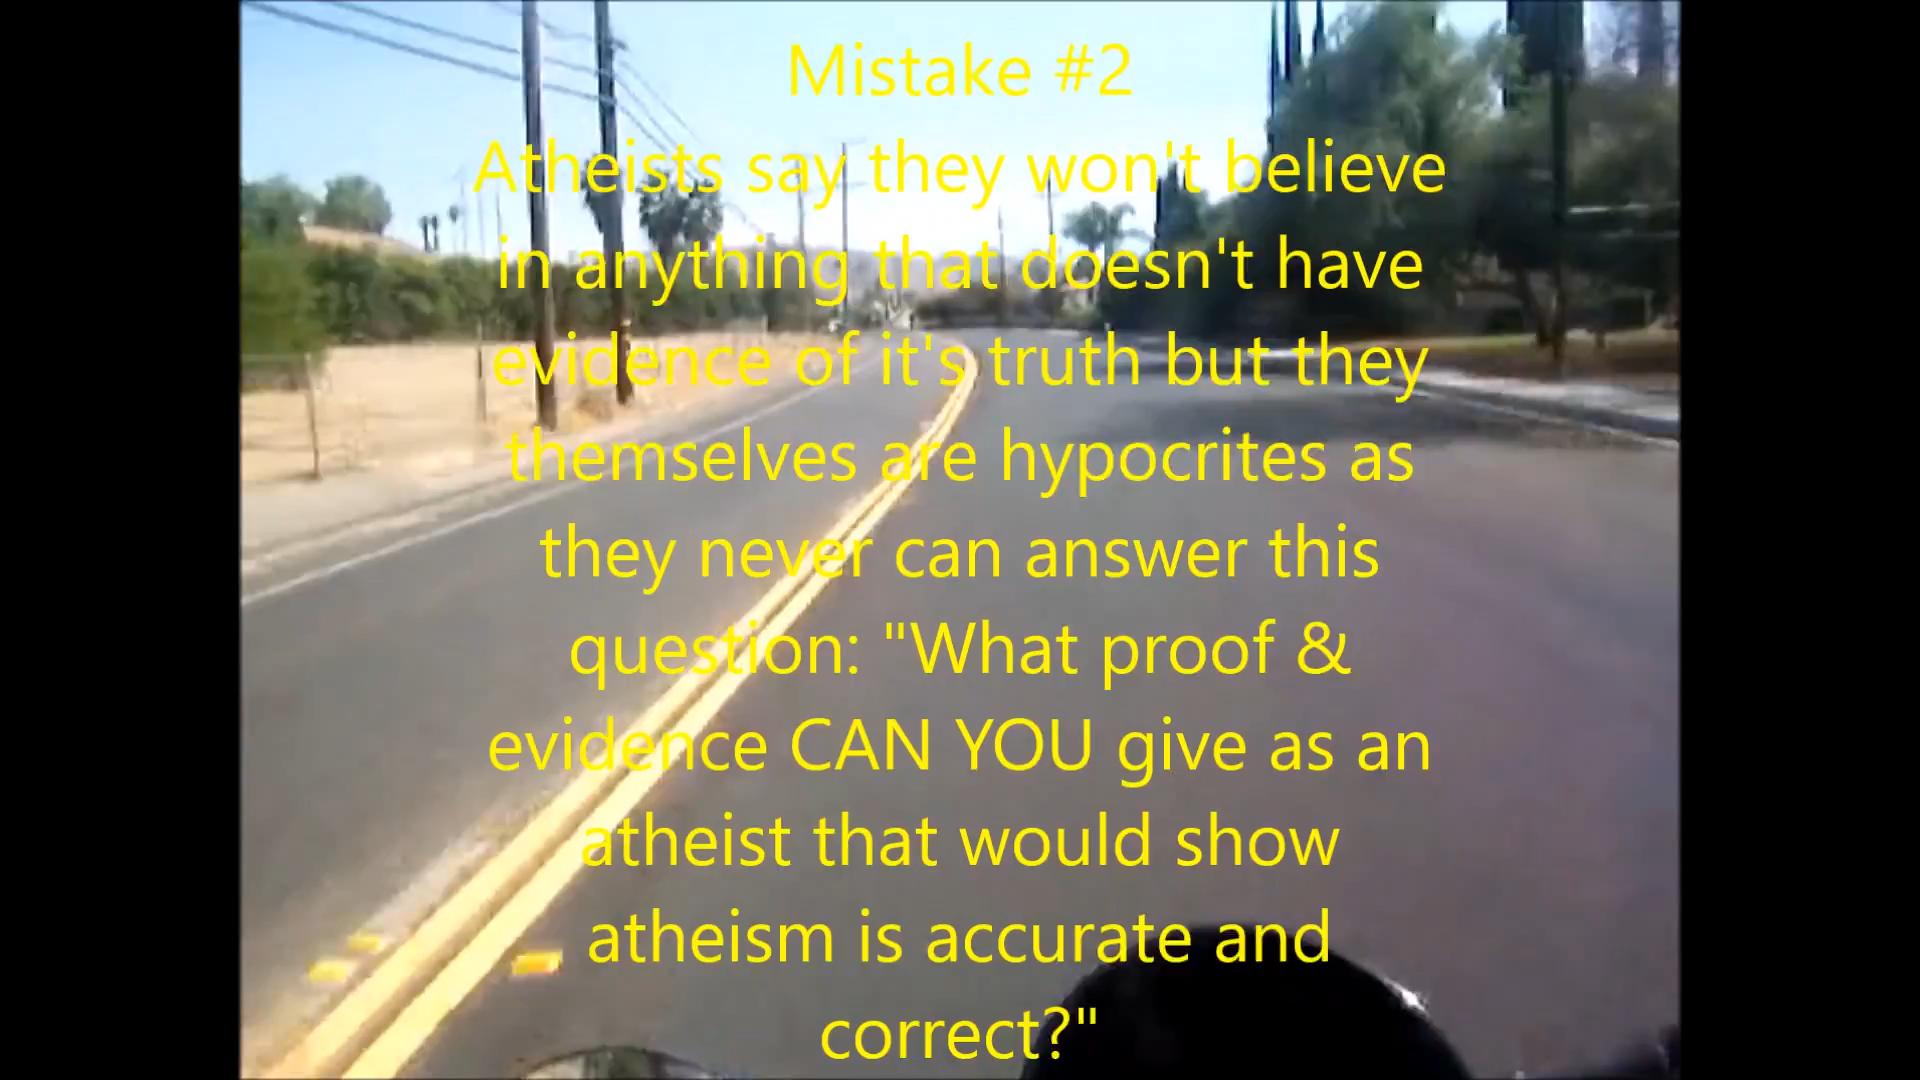 Mistake #2
Atheists say they won't believe
in anything that doesn't have
evidence of it's truth but they
themselves are hypocrites as
they never can answer this
question: "What proof &
evidence CAN YOU give as an
atheist that would show
atheism is accurate and
correct?"